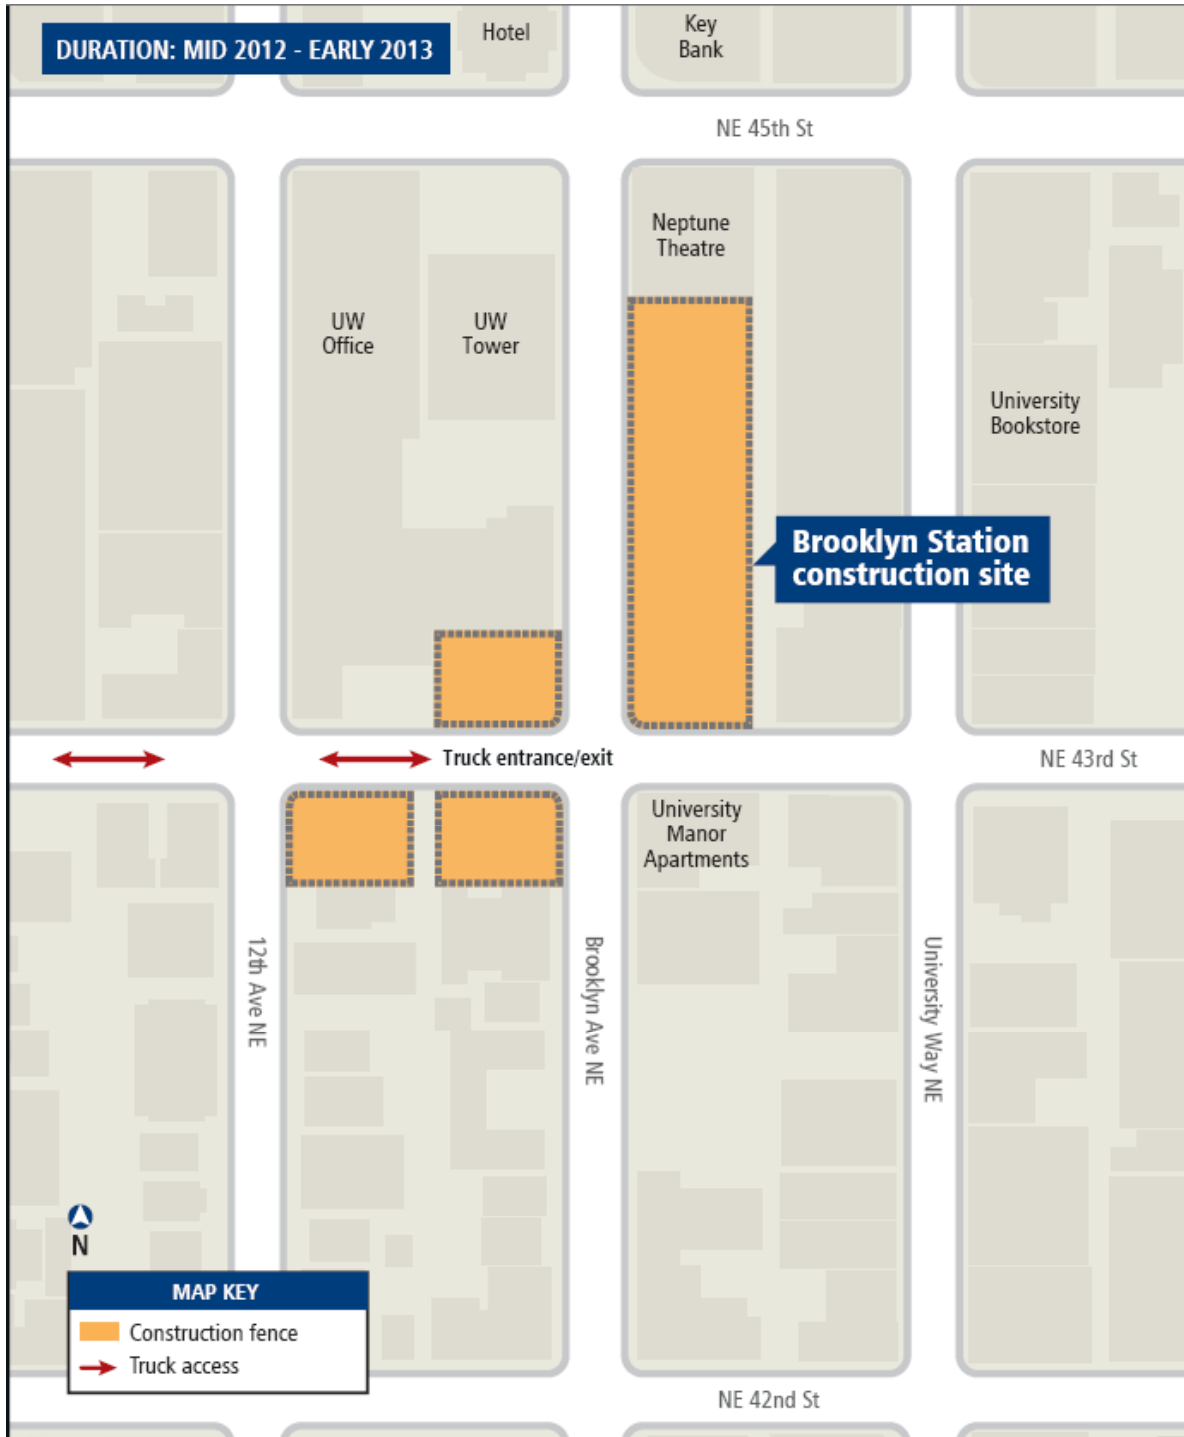 DURATION: MID 2012 - EARLY 2013
Hotel
Key
Bank
NE 45th St
Neptune
Theatre
UW
Office
UW
Tower
University
Bookstore
Brooklyn Station
construction site
Truck entrance/exit
NE 43rd St
University
Manor
Apartments
12th Ave NE
Brooklyn Ave NE
University Way NE
N
MAP KEY
Construction fence
Truck access
NE 42nd St